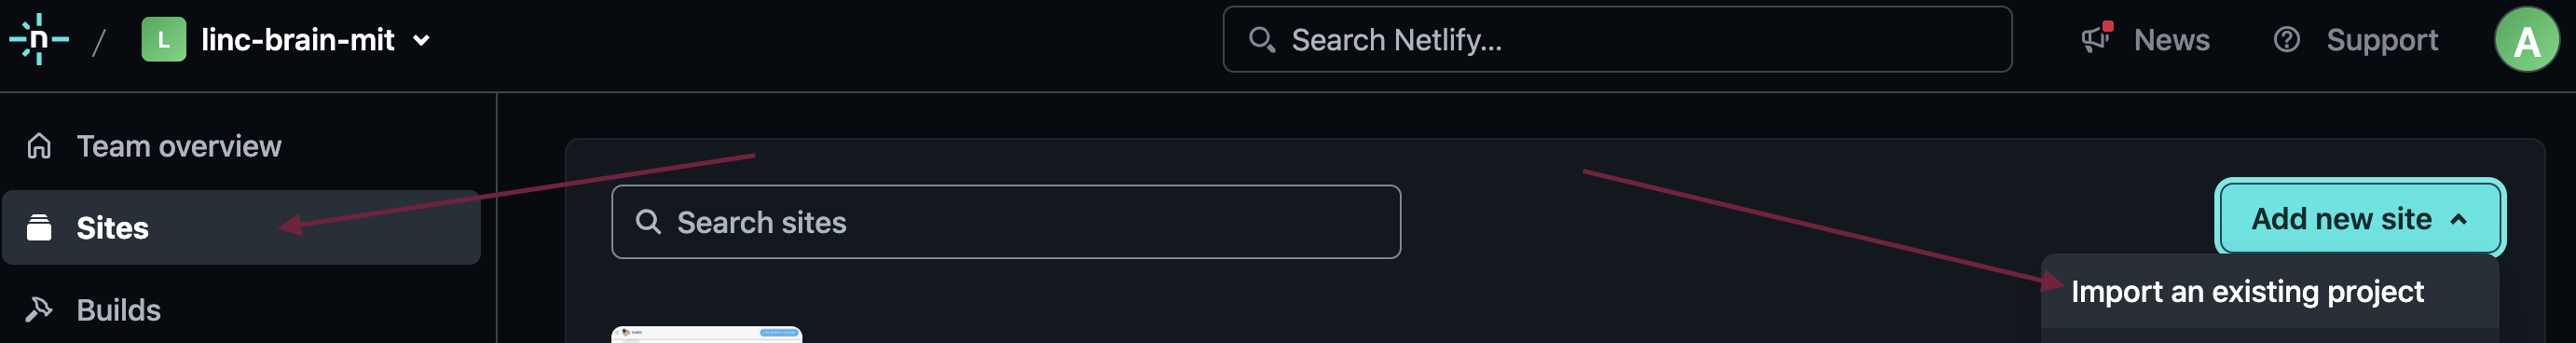 n / L linc-brain-mit
Search Netlify...
News
Support
A
Team overview
Sites
Search sites
Add new site
Import an existing project
Builds